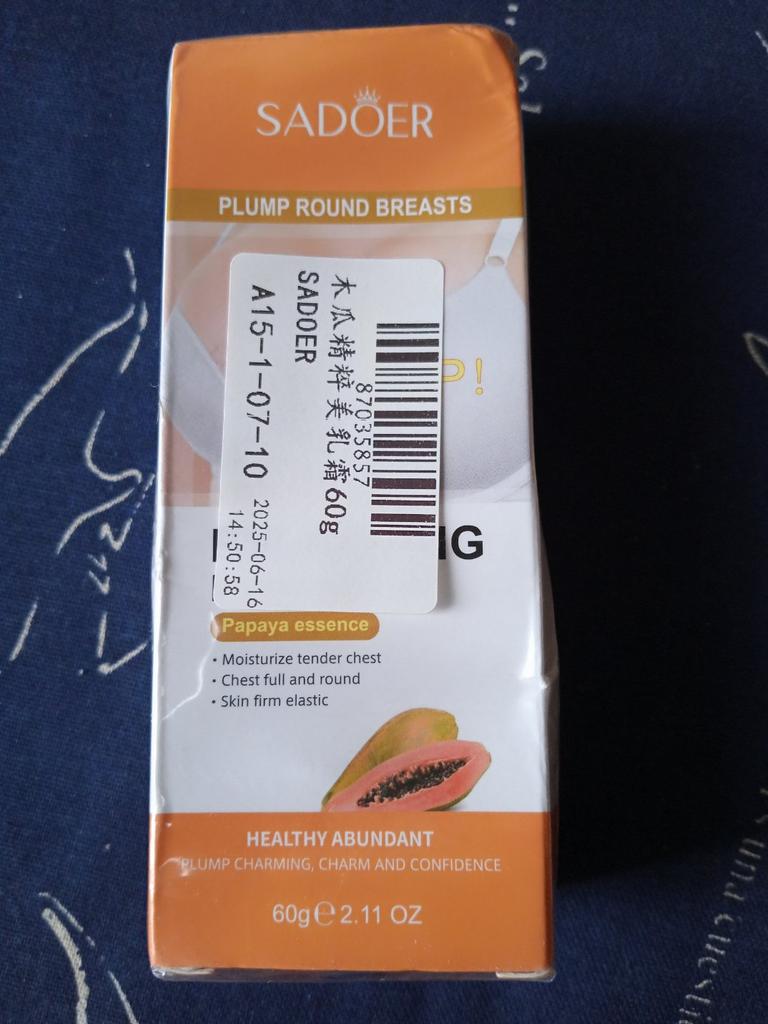 SADOER
PLUMP ROUND BREASTS
P!
木瓜精粹美乳霜60g
SADOER
87035857
A15-1-07-10
2025-06-16
14:50:58
IG
Papaya essence
• Moisturize tender chest
• Chest full and round
• Skin firm elastic
HEALTHY ABUNDANT
PLUMP CHARMING, CHARM AND CONFIDENCE
60g℮2.11 OZ